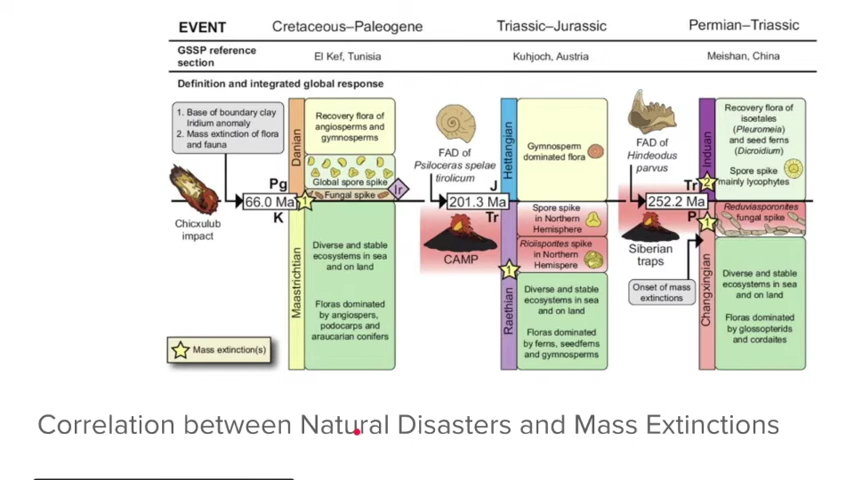 EVENT
Cretaceous–Paleogene
Triassic–Jurassic
Permian–Triassic
GSSP reference
section
El Kef, Tunisia
Kuhjoch, Austria
Meishan, China
Definition and integrated global response
1. Base of boundary clay
Iridium anomaly
2. Mass extinction of flora
and fauna
Chicxulub
impact
Pg
66.0 Ma
K
Danian
Maastrichtian
Recovery flora of
angiosperms and
gymnosperms
Global spore spike
Fungal spike
Ir
1
Diverse and stable
ecosystems in sea
and on land
Floras dominated
by angiospers,
podocarps and
araucarian conifers
Mass extinction(s)
FAD of
Psiloceras spelae
tirolicum
J
201.3 Ma
Tr
CAMP
Hettangian
Raethian
1
Gymnosperm
dominated flora
Spore spike
in Northern
Hemisphere
Riciisporites spike
in Northern
Hemispere
Diverse and stable
ecosystems in sea
and on land
Floras dominated
by ferns, seedferns
and gymnosperms
FAD of
Hindeodus
parvus
Tr
252.2 Ma
P
Siberian
traps
Onset of mass
extinctions
Induan
Changxingian
2
1
Recovery flora of
isoetales
(Pleuromeia)
and seed ferns
(Dicroidium)
Spore spike
mainly lycophytes
Reduviasporonites
fungal spike
Diverse and stable
ecosystems in sea
and on land
Floras dominated
by glossopterids
and cordaites
Correlation between Natural Disasters and Mass Extinctions